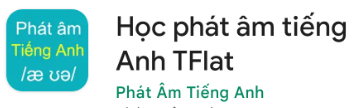 Phát âm
Tiếng Anh
/æ ʊə/
Học phát âm tiếng
Anh TFlat
Phát Âm Tiếng Anh